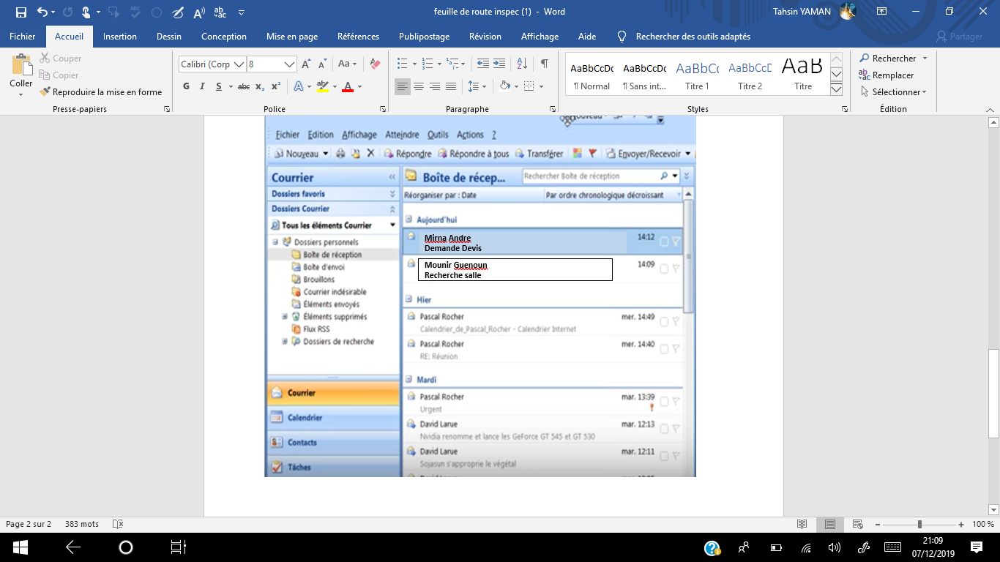 feuille de route inspec (1) - Word
Tahsin YAMAN
Fichier Accueil Insertion Dessin Conception Mise en page Références Publipostage Révision Affichage Aide Rechercher des outils adaptés Partager
Coller
Couper
Copier
Reproduire la mise en forme
Presse-papiers
Calibri (Corp 8
G I S abc x₂ x²
Police
Paragraphe
AaBbCcDc AaBbCcDc AaBbCc AaBbCcD AaB
¶ Normal ¶ Sans int... Titre 1 Titre 2 Titre
Styles
Rechercher
Remplacer
Sélectionner
Édition
Fichier Edition Affichage Atteindre Outils Actions ?
Nouveau Répondre Répondre à tous Transférer Envoyer/Recevoir
Courrier
Dossiers favoris
Dossiers Courrier
Tous les éléments Courrier
Dossiers personnels
Boîte de réception
Boîte d'envoi
Brouillons
Courrier indésirable
Éléments envoyés
Éléments supprimés
Flux RSS
Dossiers de recherche
Courrier
Calendrier
Contacts
Tâches
Boîte de récep...
Rechercher Boîte de réception
Réorganiser par : Date Par ordre chronologique décroissant
Aujourd'hui
Mirna Andre 14:12
Demande Devis
Mounir Guenoun 14:09
Recherche salle
Hier
Pascal Rocher mer. 14:49
Calendrier_de_Pascal_Rocher - Calendrier Internet
Pascal Rocher mer. 14:40
RE: Réunion
Mardi
Pascal Rocher mar. 13:39
Urgent
David Larue mar. 12:13
Nvidia renomme et lance les GeForce GT 545 et GT 530
David Larue mar. 12:11
Sojasun s'approprie le végétal
Page 2 sur 2 383 mots
100 %
21:09
07/12/2019